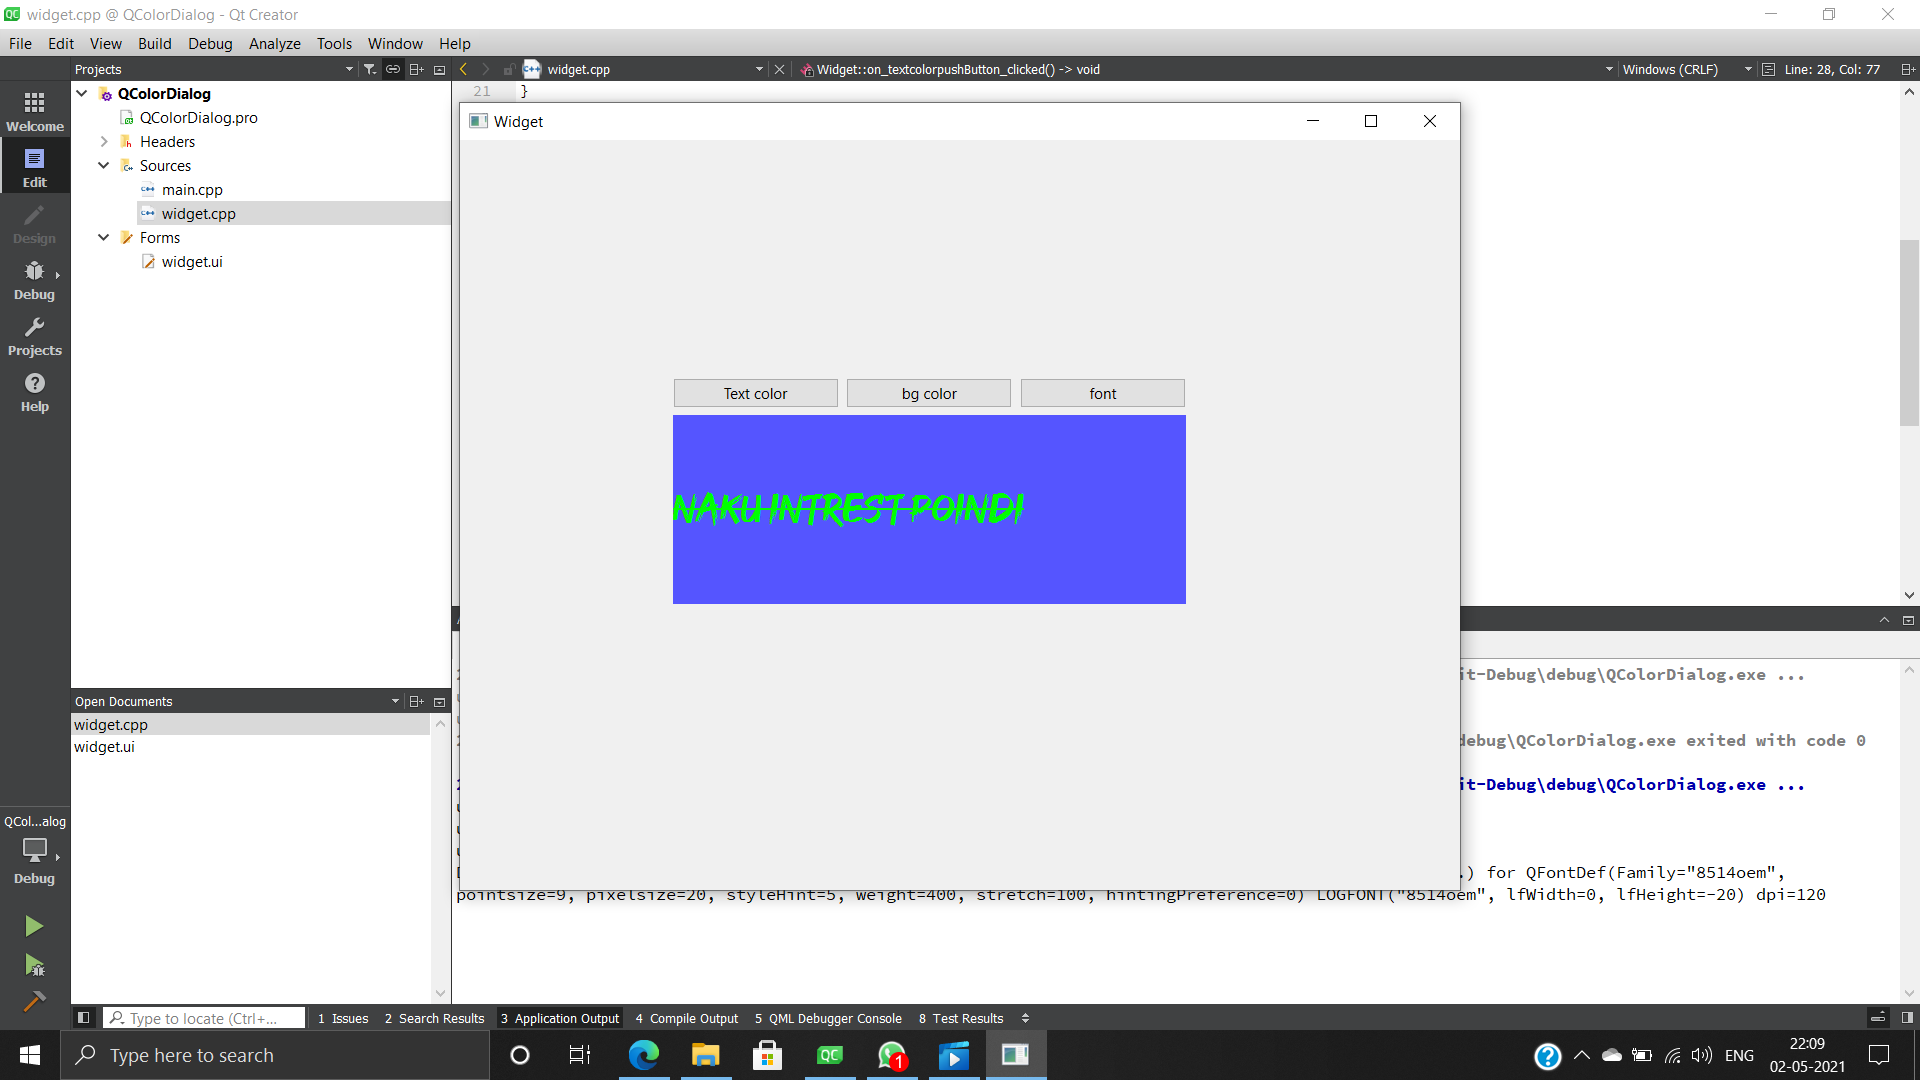 widget.cpp @ QColorDialog - Qt Creator
File Edit View Build Debug Analyze Tools Window Help
Projects
widget.cpp
Widget::on_textcolorpushButton_clicked() -> void
Windows (CRLF)
Line: 28, Col: 77
Welcome
Edit
Design
Debug
Projects
Help
QColorDialog
QColorDialog.pro
Headers
Sources
main.cpp
widget.cpp
Forms
widget.ui
21 }
Widget
Text color
bg color
font
NAKU INTREST POINDI
Open Documents
widget.cpp
widget.ui
it-Debug\debug\QColorDialog.exe ...
debug\QColorDialog.exe exited with code 0
it-Debug\debug\QColorDialog.exe ...
.) for QFontDef(Family="8514oem",
pointsize=9, pixelsize=20, styleHint=5, weight=400, stretch=100, hintingPreference=0) LOGFONT("8514oem", lfWidth=0, lfHeight=-20) dpi=120
QCol...alog
Debug
Type to locate (Ctrl+...
1 Issues
2 Search Results
3 Application Output
4 Compile Output
5 QML Debugger Console
8 Test Results
Type here to search
QC
1
ENG
22:09
02-05-2021